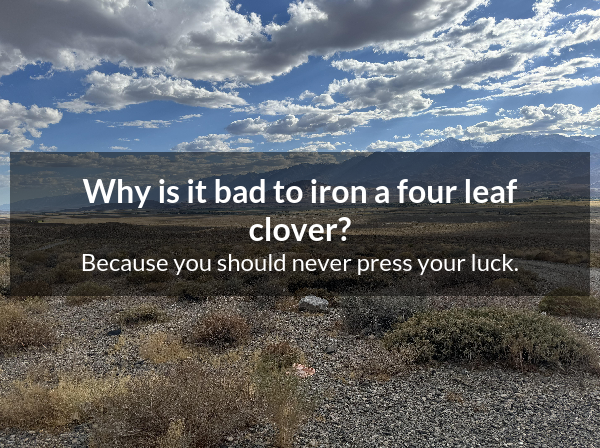 Why is it bad to iron a four leaf
clover?
Because you should never press your luck.